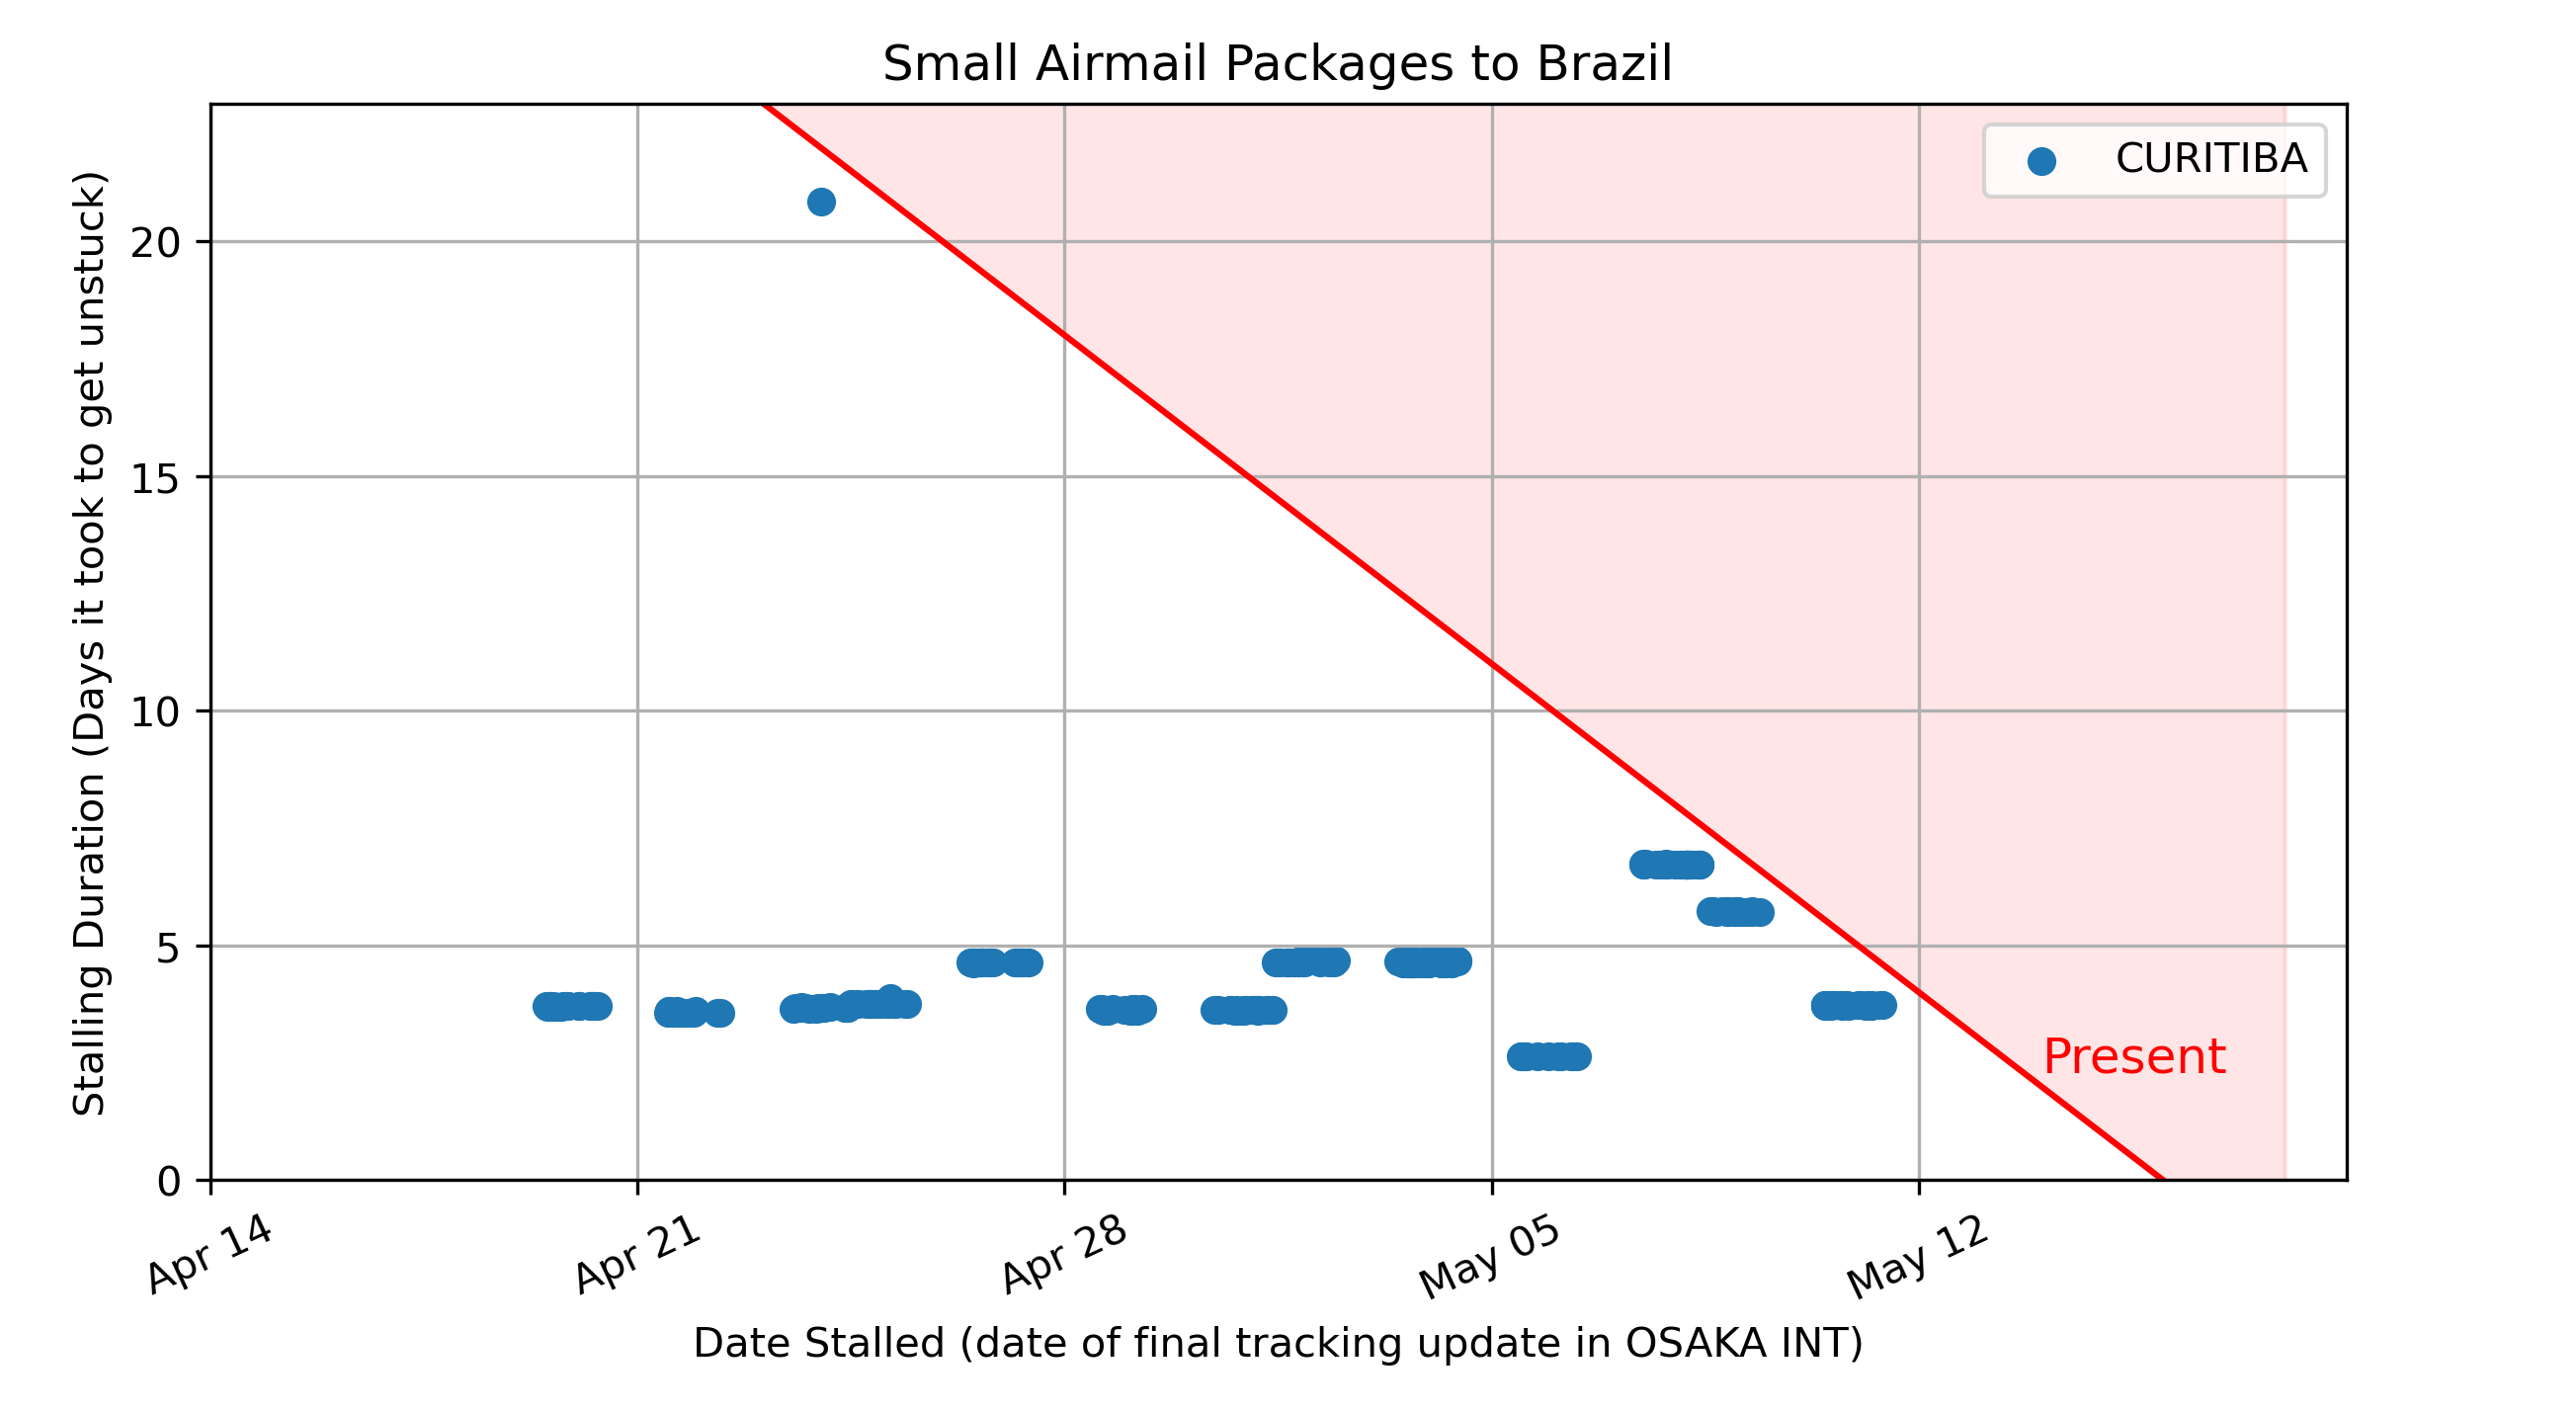 Small Airmail Packages to Brazil
CURITIBA
Stalling Duration (Days it took to get unstuck)
20
15
10
5
0
Present
Apr 14
Apr 21
Apr 28
May 05
May 12
Date Stalled (date of final tracking update in OSAKA INT)